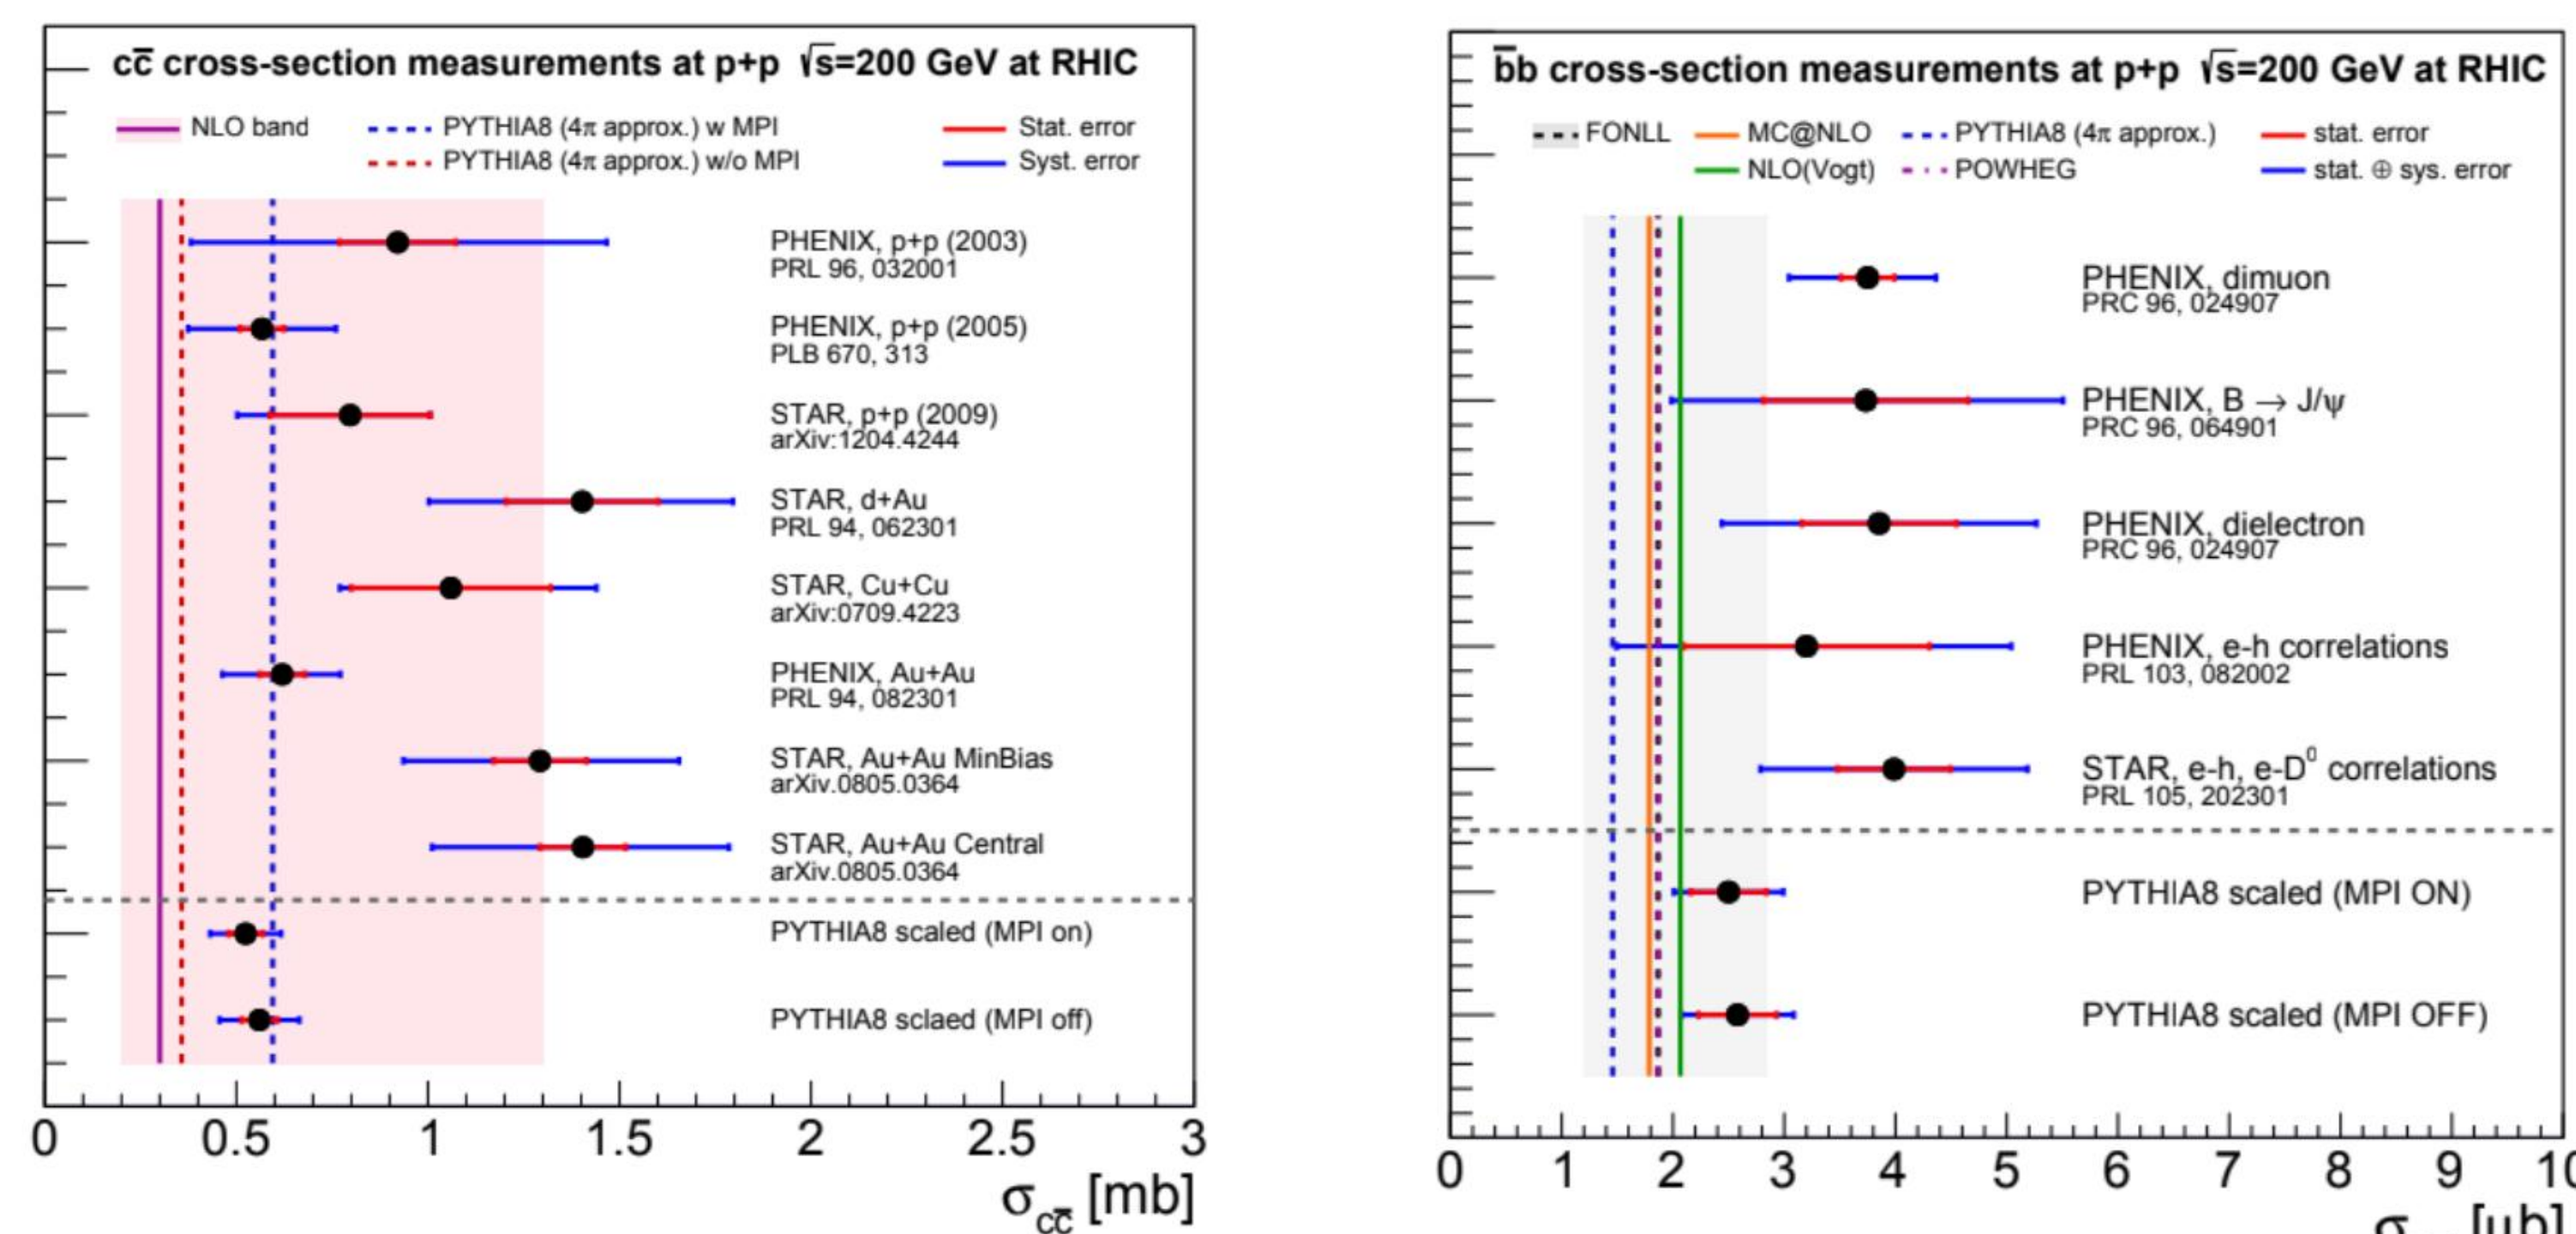 cc̅ cross-section measurements at p+p √s=200 GeV at RHIC
NLO band
PYTHIA8 (4π approx.) w MPI
PYTHIA8 (4π approx.) w/o MPI
Stat. error
Syst. error
PHENIX, p+p (2003)
PRL 96, 032001
PHENIX, p+p (2005)
PLB 670, 313
STAR, p+p (2009)
arXiv:1204.4244
STAR, d+Au
PRL 94, 062301
STAR, Cu+Cu
arXiv:0709.4223
PHENIX, Au+Au
PRL 94, 082301
STAR, Au+Au MinBias
arXiv.0805.0364
STAR, Au+Au Central
arXiv.0805.0364
PYTHIA8 scaled (MPI on)
PYTHIA8 sclaed (MPI off)
0 0.5 1 1.5 2 2.5 3
σcc̅ [mb]
b̅b cross-section measurements at p+p √s=200 GeV at RHIC
FONLL
MC@NLO
NLO(Vogt)
PYTHIA8 (4π approx.)
POWHEG
stat. error
stat. ⊕ sys. error
PHENIX, dimuon
PRC 96, 024907
PHENIX, B → J/ψ
PRC 96, 064901
PHENIX, dielectron
PRC 96, 024907
PHENIX, e-h correlations
PRL 103, 082002
STAR, e-h, e-D⁰ correlations
PRL 105, 202301
PYTHIA8 scaled (MPI ON)
PYTHIA8 scaled (MPI OFF)
0 1 2 3 4 5 6 7 8 9 10
σ [μb]